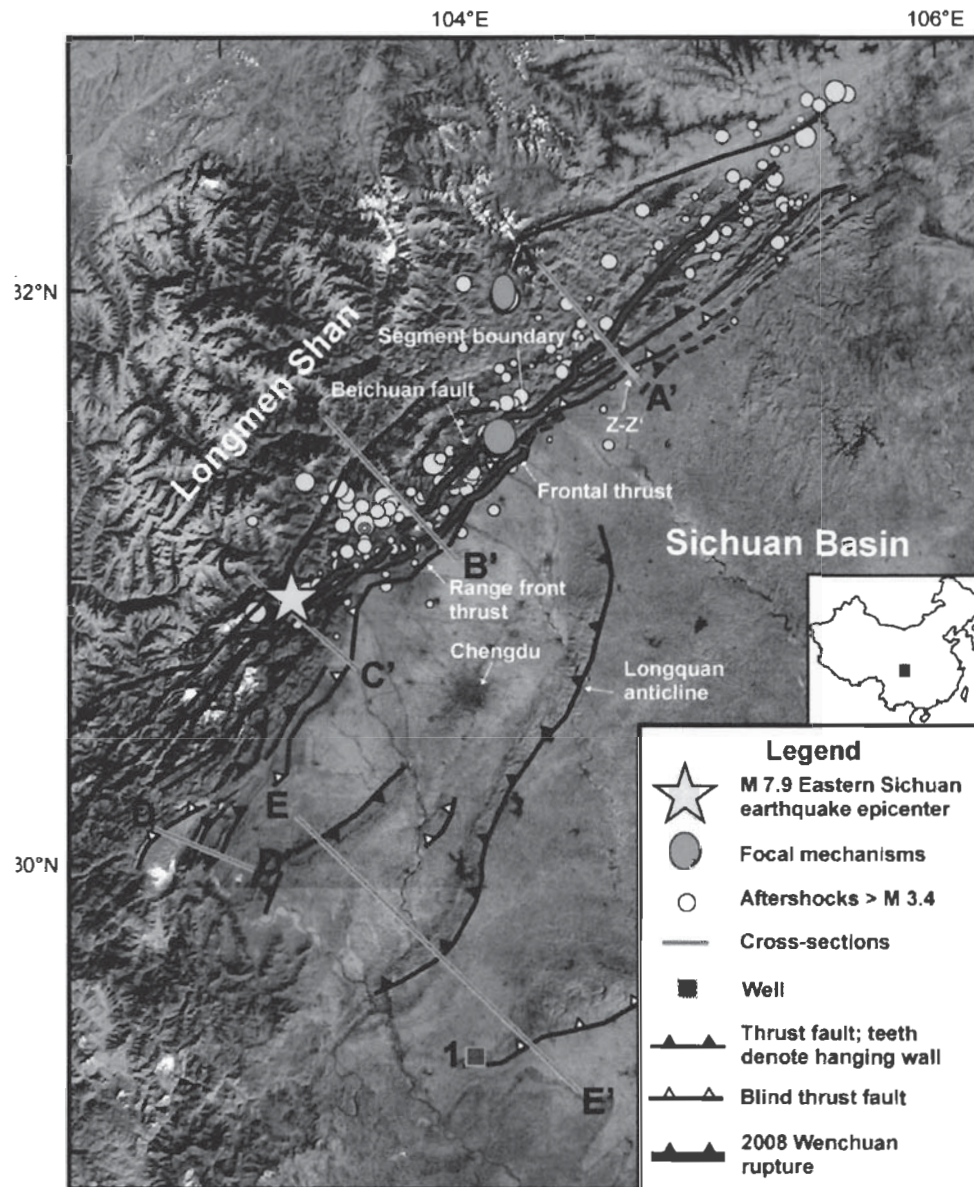 104°E
106°E
32°N
A
Segment boundary
Beichuan fault
Longmen Shan
A'
Z-Z'
Frontal thrust
Sichuan Basin
B'
Range front
thrust
Chengdu
C'
Longquan
anticline
D
E
30°N
1
E'
Legend
M 7.9 Eastern Sichuan
earthquake epicenter
Focal mechanisms
Aftershocks > M 3.4
Cross-sections
Well
Thrust fault; teeth
denote hanging wall
Blind thrust fault
2008 Wenchuan
rupture